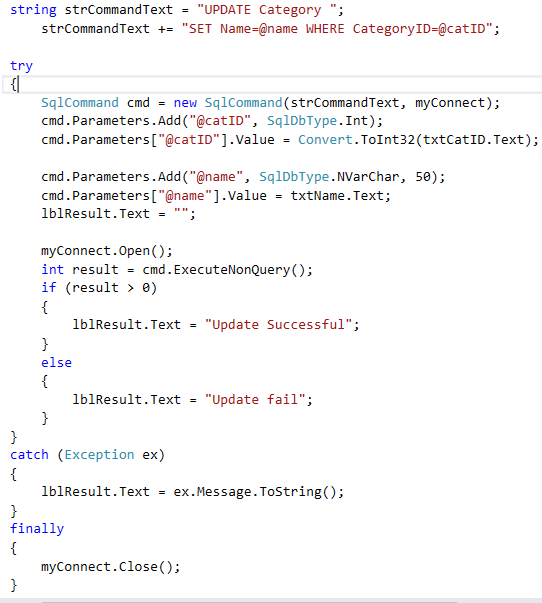 string strCommandText = "UPDATE Category ";
    strCommandText += "SET Name=@name WHERE CategoryID=@catID";

try
{
    SqlCommand cmd = new SqlCommand(strCommandText, myConnect);
    cmd.Parameters.Add("@catID", SqlDbType.Int);
    cmd.Parameters["@catID"].Value = Convert.ToInt32(txtCatID.Text);

    cmd.Parameters.Add("@name", SqlDbType.NVarChar, 50);
    cmd.Parameters["@name"].Value = txtName.Text;
    lblResult.Text = "";

    myConnect.Open();
    int result = cmd.ExecuteNonQuery();
    if (result > 0)
    {
        lblResult.Text = "Update Successful";
    }
    else
    {
        lblResult.Text = "Update fail";
    }
}
catch (Exception ex)
{
    lblResult.Text = ex.Message.ToString();
}
finally
{
    myConnect.Close();
}